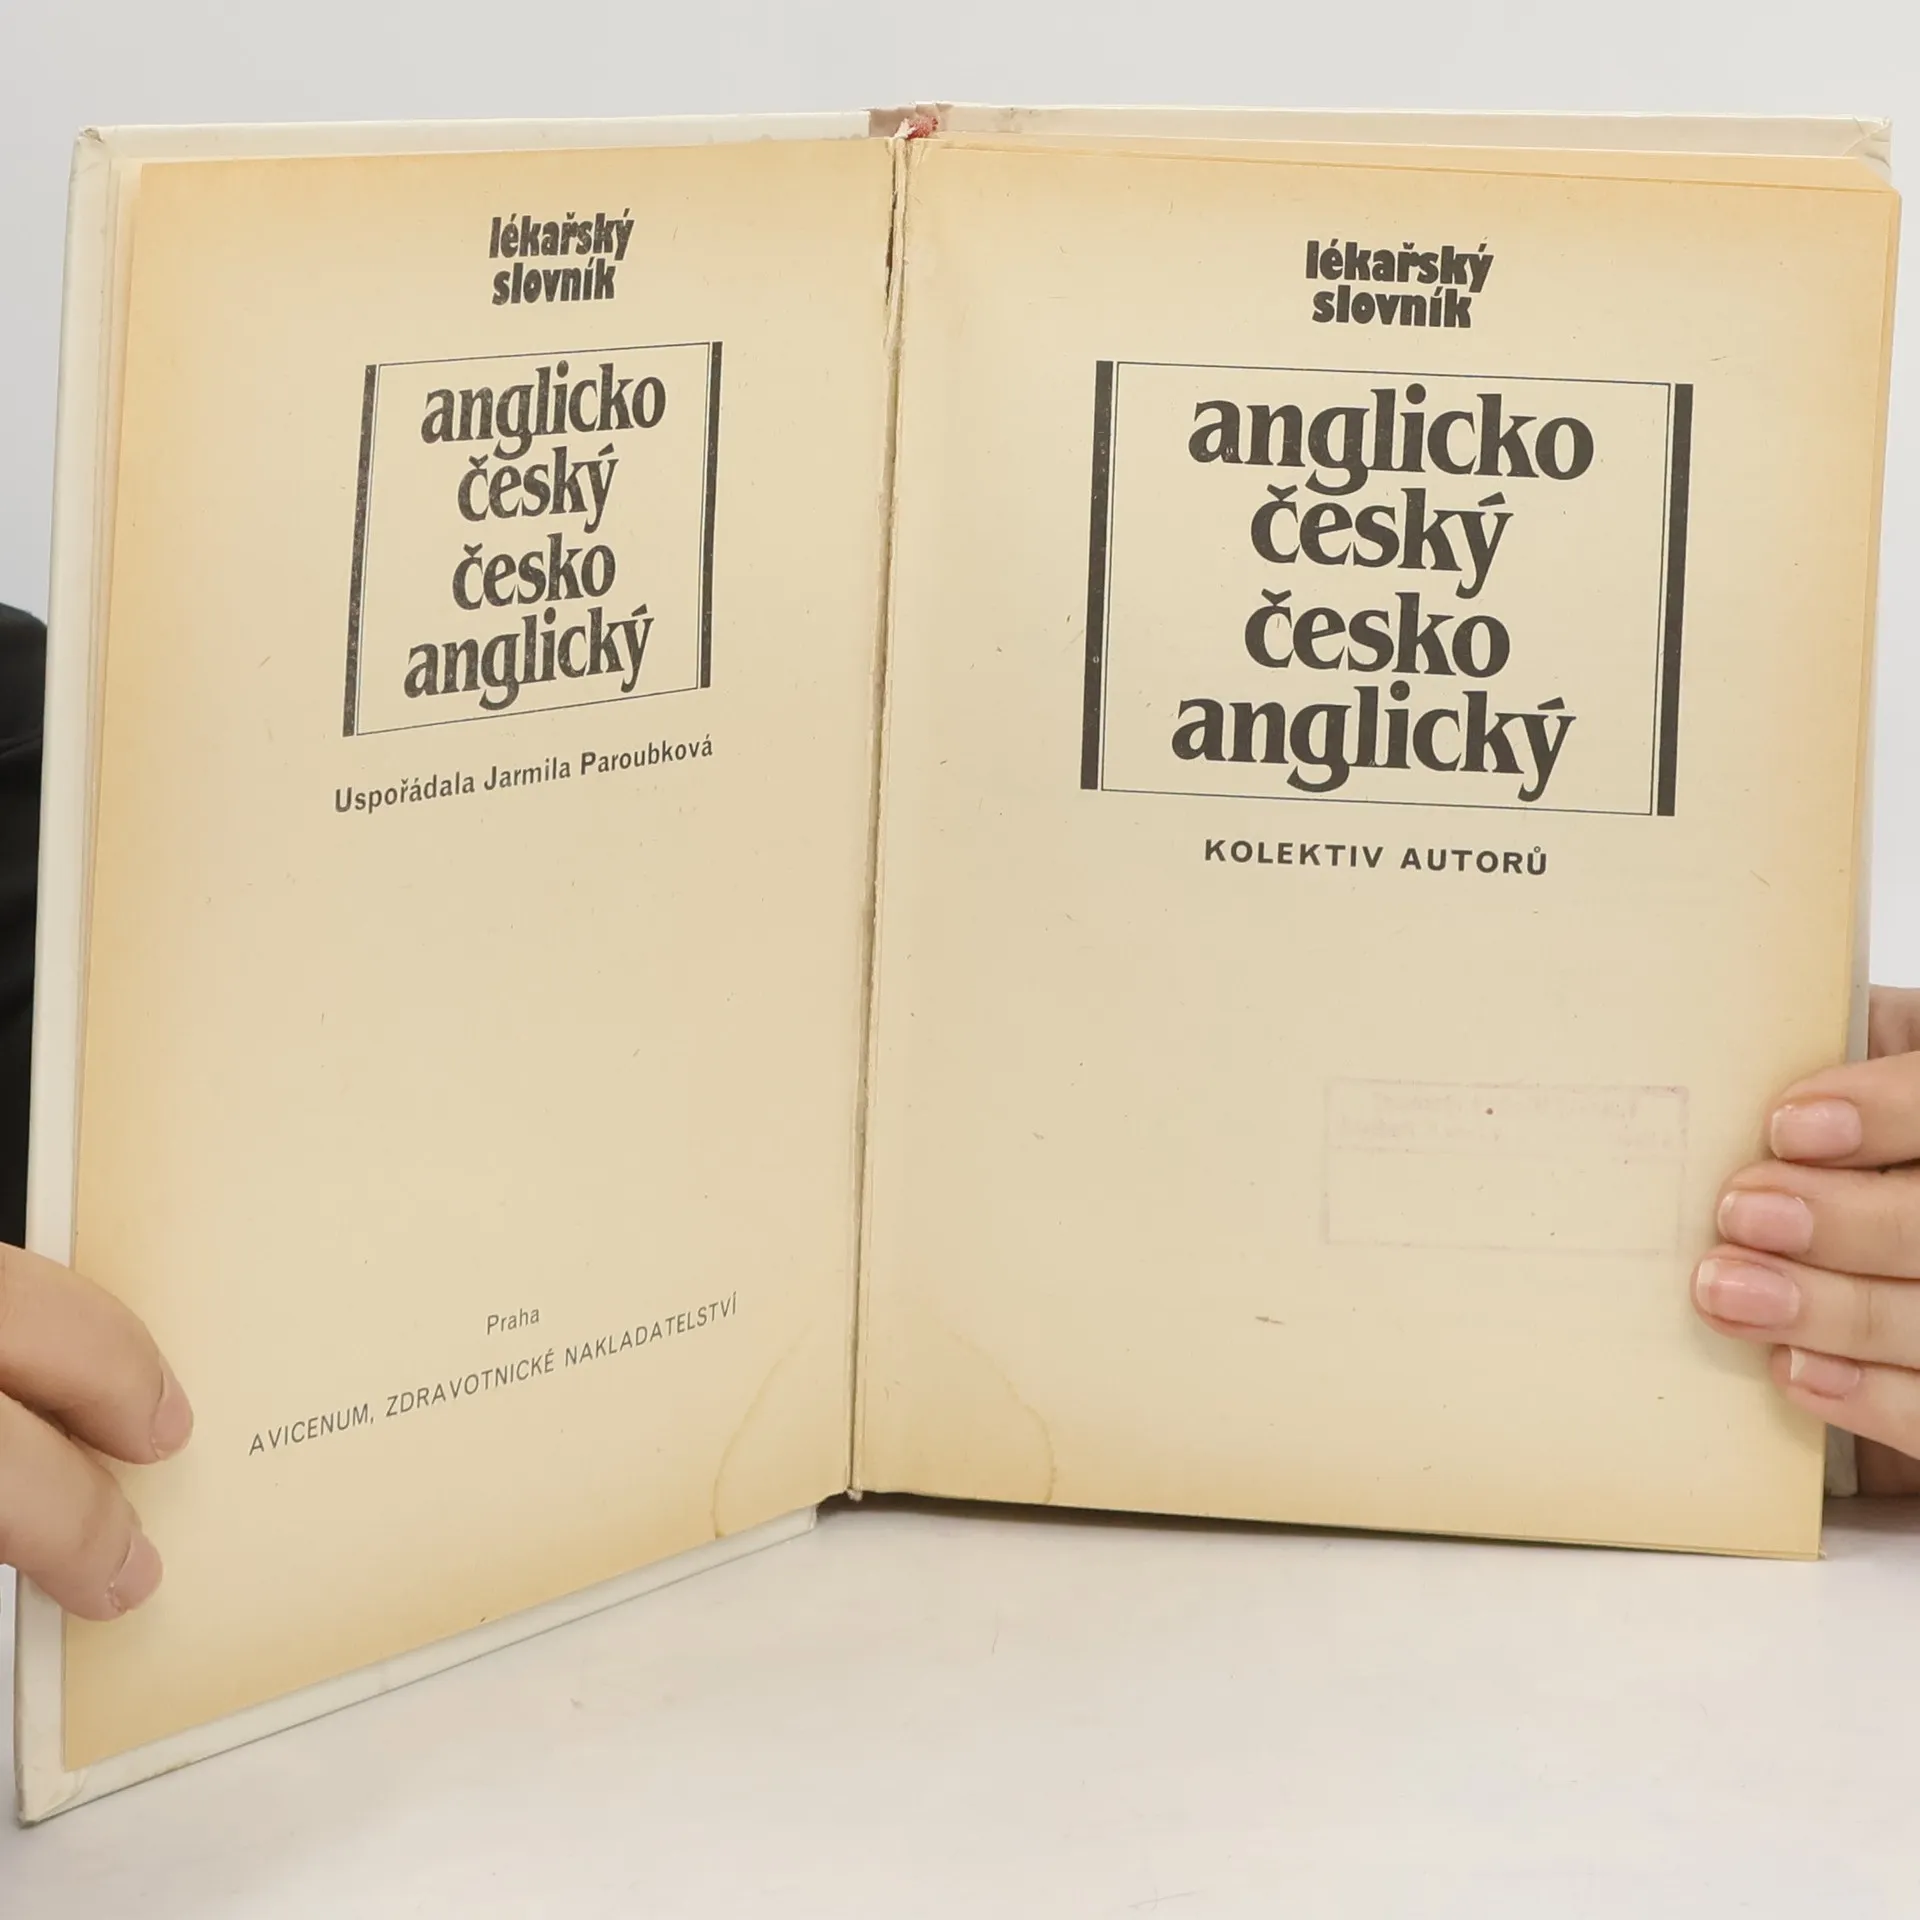 lékařský
slovník
anglicko
český
česko
anglický
Uspořádala Jarmila Paroubková
Praha
AVICENUM, ZDRAVOTNICKÉ NAKLADATELSTVÍ
lékařský
slovník
anglicko
český
česko
anglický
KOLEKTIV AUTORŮ